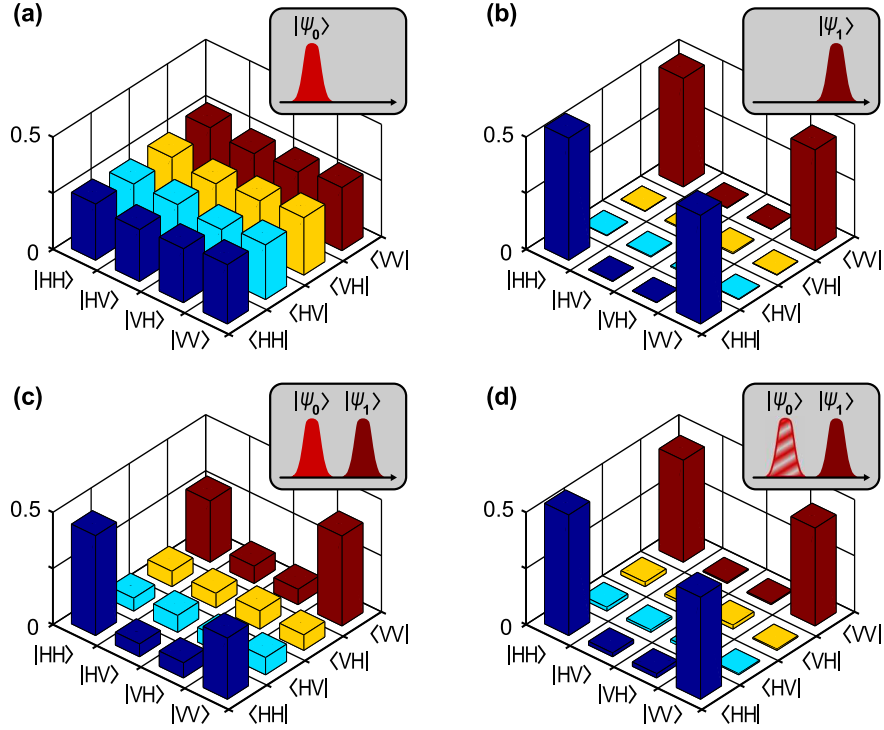 (a)
|ψ0⟩
0.5
0
|HH⟩
|HV⟩
|VH⟩
|VV⟩
⟨HH|
⟨HV|
⟨VH|
⟨VV|
(b)
|ψ1⟩
0.5
0
|HH⟩
|HV⟩
|VH⟩
|VV⟩
⟨HH|
⟨HV|
⟨VH|
⟨VV|
(c)
|ψ0⟩ |ψ1⟩
0.5
0
|HH⟩
|HV⟩
|VH⟩
|VV⟩
⟨HH|
⟨HV|
⟨VH|
⟨VV|
(d)
|ψ0⟩ |ψ1⟩
0.5
0
|HH⟩
|HV⟩
|VH⟩
|VV⟩
⟨HH|
⟨HV|
⟨VH|
⟨VV|